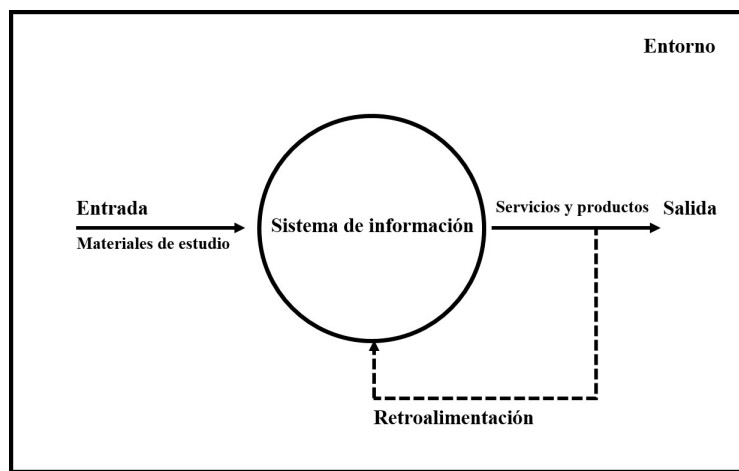 Entorno
Entrada
Materiales de estudio
Sistema de información
Servicios y productos
Salida
Retroalimentación